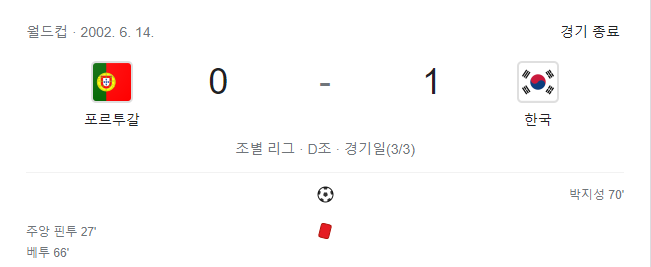 월드컵 · 2002. 6. 14.
경기 종료
0 - 1
포르투갈
한국
조별 리그 · D조 · 경기일(3/3)
박지성 70'
주앙 핀투 27'
베투 66'